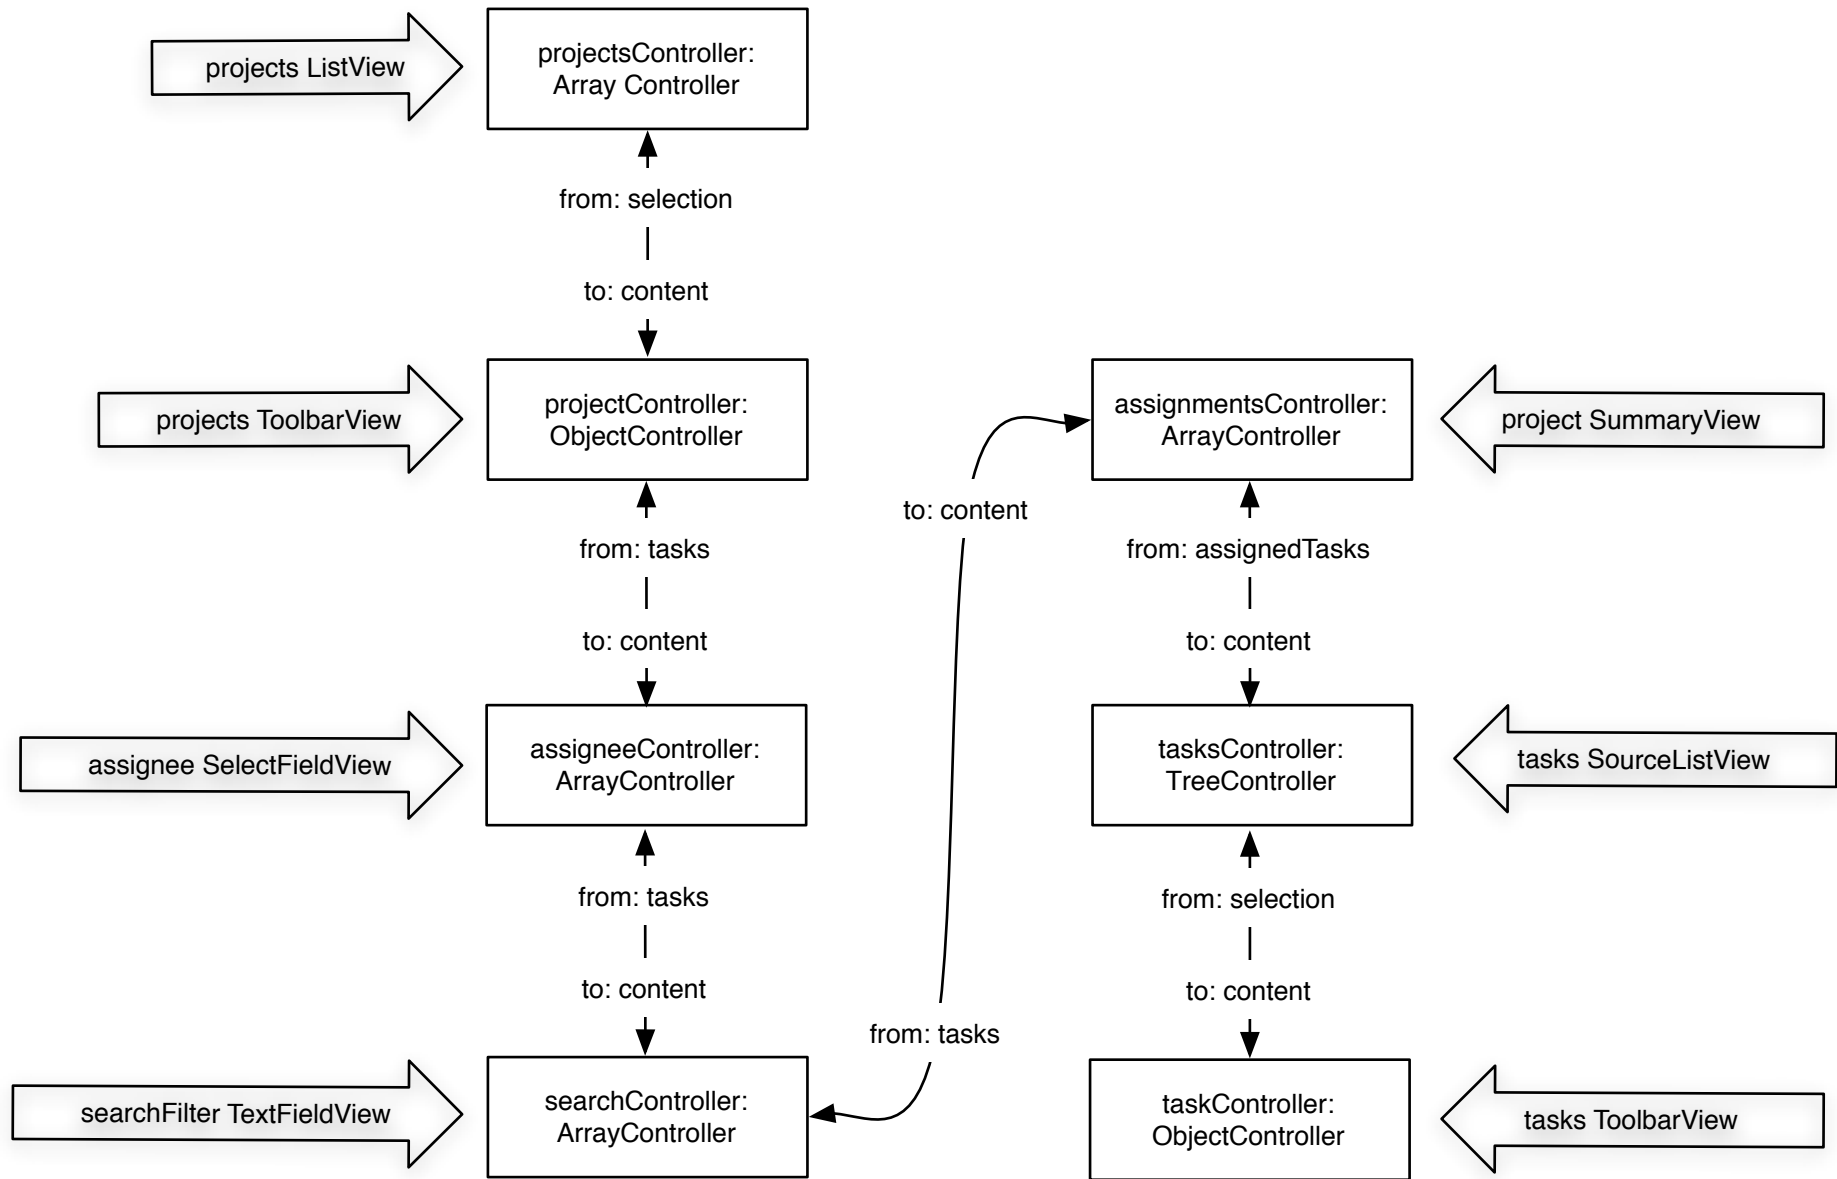 projects ListView
projectsController:
Array Controller
from: selection
to: content
projects ToolbarView
projectController:
ObjectController
from: tasks
to: content
assignee SelectFieldView
assigneeController:
ArrayController
from: tasks
to: content
searchFilter TextFieldView
searchController:
ArrayController
from: tasks
to: content
assignmentsController:
ArrayController
project SummaryView
from: assignedTasks
to: content
tasksController:
TreeController
tasks SourceListView
from: selection
to: content
taskController:
ObjectController
tasks ToolbarView